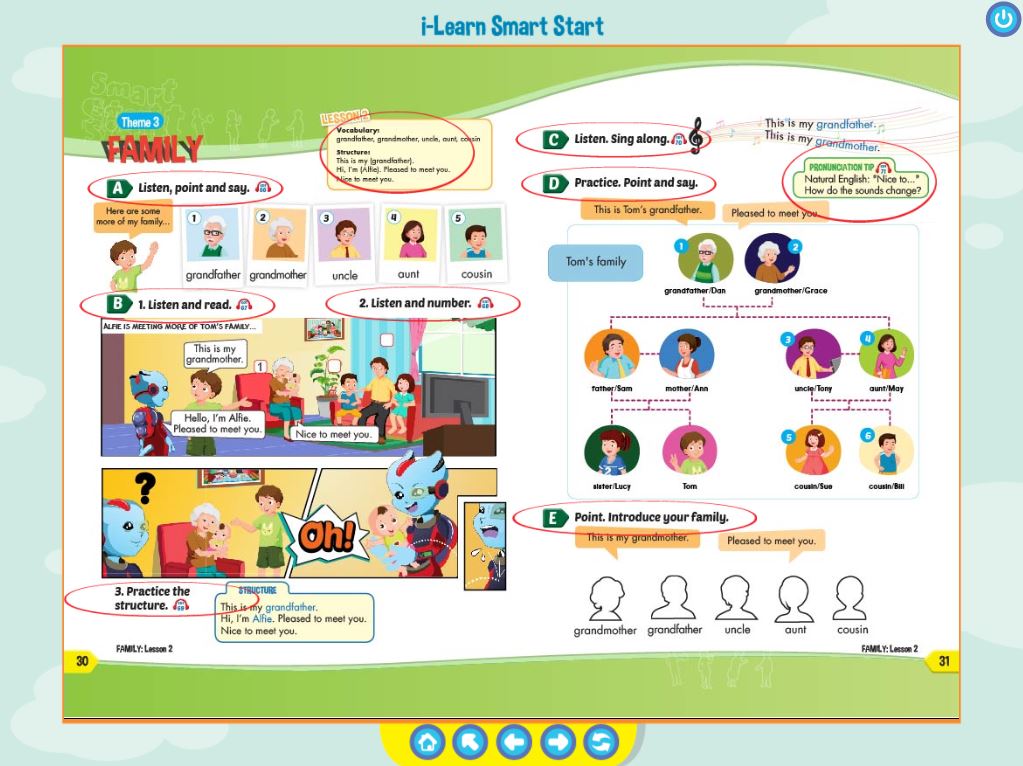 i-Learn Smart Start
Smart
Start
Theme 3
FAMILY
LESSON 2
Vocabulary:
grandfather, grandmother, uncle, aunt, cousin
Structure:
This is my (grandfather).
Hi, I'm (Alfie). Pleased to meet you.
Nice to meet you.
A Listen, point and say.
Here are some
more of my family...
1
grandfather
2
grandmother
3
uncle
4
aunt
5
cousin
B 1. Listen and read.
2. Listen and number.
ALFIE IS MEETING MORE OF TOM'S FAMILY...
This is my
grandmother.
1
Hello, I'm Alfie.
Pleased to meet you.
Nice to meet you.
?
Oh!
3. Practice the
structure.
STRUCTURE
This is my grandfather.
Hi, I'm Alfie. Pleased to meet you.
Nice to meet you.
FAMILY: Lesson 2
30
C Listen. Sing along.
This is my grandfather.
This is my grandmother.
PRONUNCIATION TIP
Natural English: "Nice to..."
How do the sounds change?
D Practice. Point and say.
This is Tom's grandfather.
Pleased to meet you.
Tom's family
1
grandfather/Dan
2
grandmother/Grace
father/Sam
mother/Ann
3
uncle/Tony
4
aunt/May
sister/Lucy
Tom
5
cousin/Sue
6
cousin/Bill
E Point. Introduce your family.
This is my grandmother.
Pleased to meet you.
grandmother
grandfather
uncle
aunt
cousin
FAMILY: Lesson 2
31